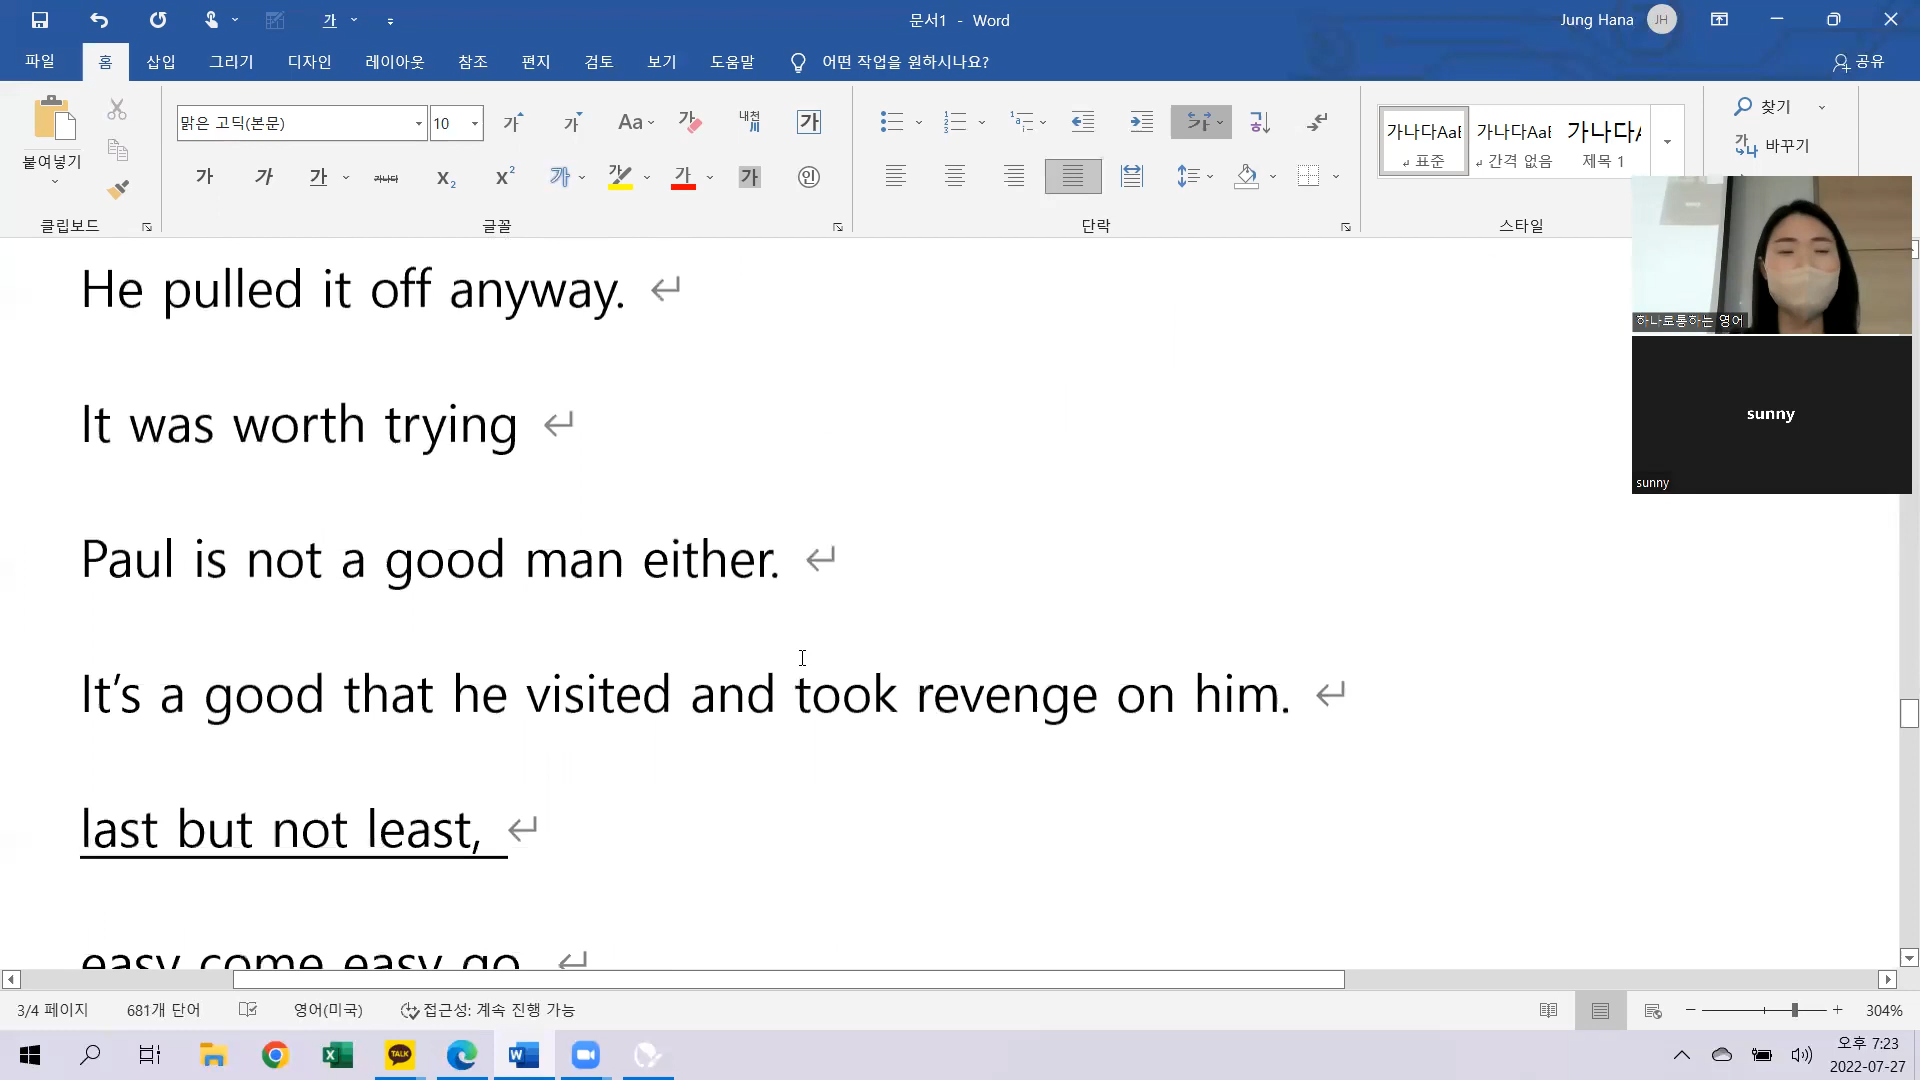 문서1 - Word
Jung Hana
JH
파일 홈 삽입 그리기 디자인 레이아웃 참조 편지 검토 보기 도움말 어떤 작업을 원하시나요?
공유
붙여넣기
클립보드
맑은 고딕(본문) 10
글꼴
단락
가나다AaB 표준
가나다AaB 간격 없음
가나다A 제목 1
스타일
찾기
바꾸기
He pulled it off anyway.
It was worth trying
Paul is not a good man either.
It’s a good that he visited and took revenge on him.
last but not least,
easy come easy go
하나로통하는 영어
sunny
sunny
3/4 페이지 681개 단어 영어(미국) 접근성: 계속 진행 가능
304%
오후 7:23
2022-07-27